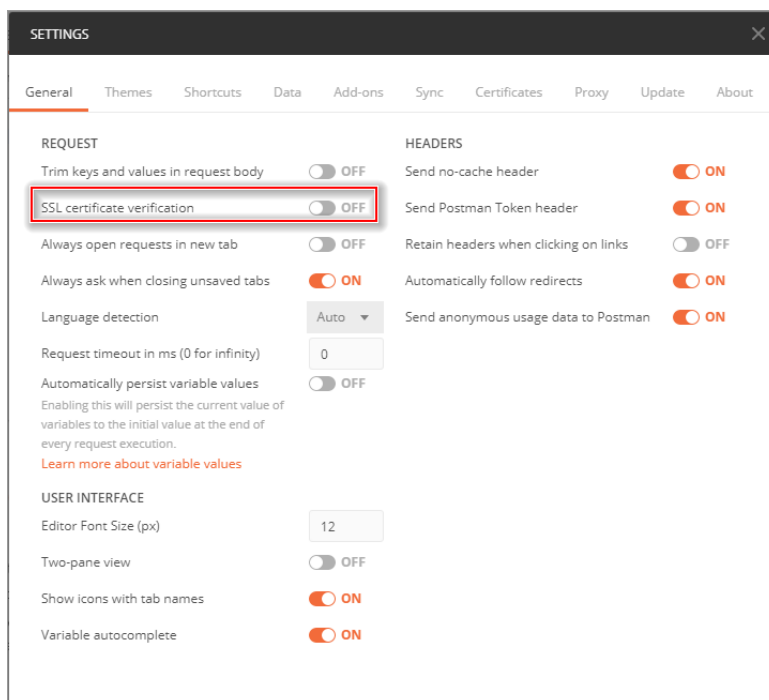 SETTINGS
General Themes Shortcuts Data Add-ons Sync Certificates Proxy Update About
REQUEST
Trim keys and values in request body OFF
SSL certificate verification OFF
Always open requests in new tab OFF
Always ask when closing unsaved tabs ON
Language detection Auto
Request timeout in ms (0 for infinity) 0
Automatically persist variable values OFF
Enabling this will persist the current value of
variables to the initial value at the end of
every request execution.
Learn more about variable values
USER INTERFACE
Editor Font Size (px) 12
Two-pane view OFF
Show icons with tab names ON
Variable autocomplete ON
HEADERS
Send no-cache header ON
Send Postman Token header ON
Retain headers when clicking on links OFF
Automatically follow redirects ON
Send anonymous usage data to Postman ON